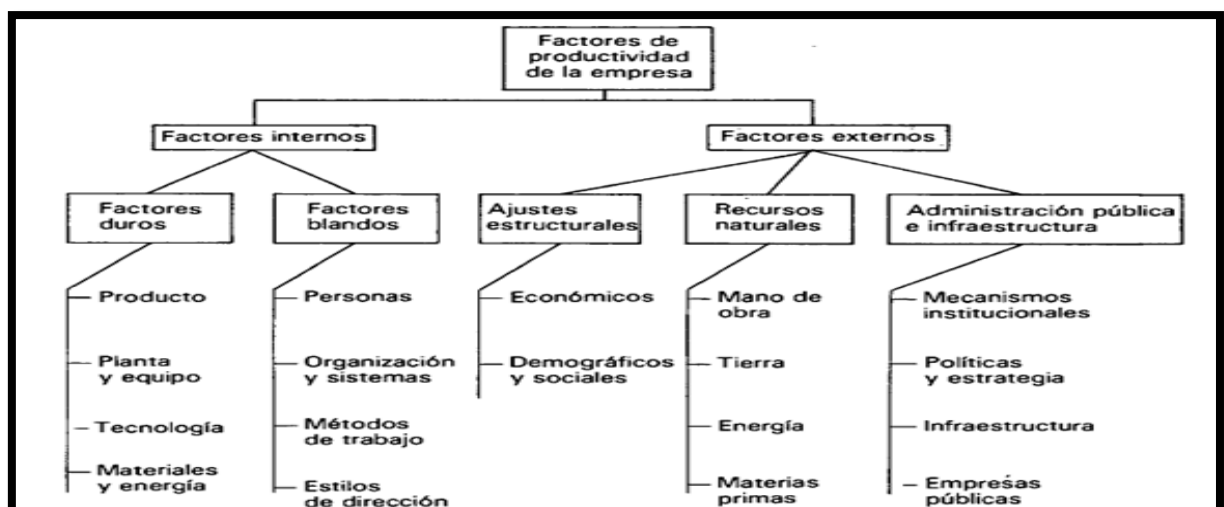 Factores de
productividad
de la empresa
Factores internos
Factores externos
Factores
duros
Factores
blandos
Ajustes
estructurales
Recursos
naturales
Administración pública
e infraestructura
Producto
Planta
y equipo
Tecnología
Materiales
y energía
Personas
Organización
y sistemas
Métodos
de trabajo
Estilos
de dirección
Económicos
Demográficos
y sociales
Mano de
obra
Tierra
Energía
Materias
primas
Mecanismos
institucionales
Políticas
y estrategia
Infraestructura
Empresas
públicas